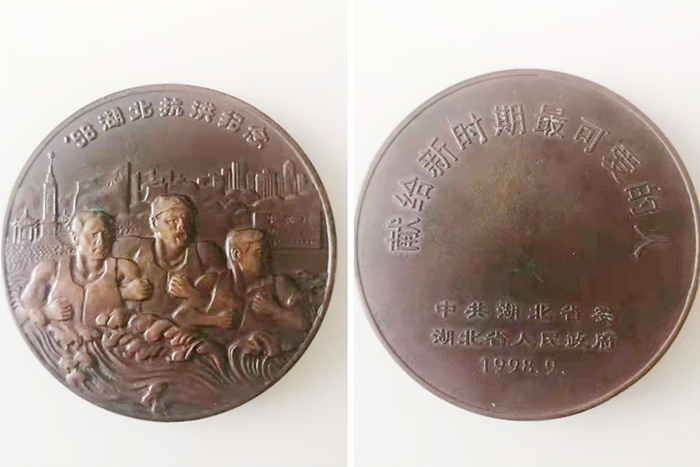 '98湖北抗洪纪念
献给新时期最可爱的人
中共湖北省委
湖北省人民政府
1998.9.